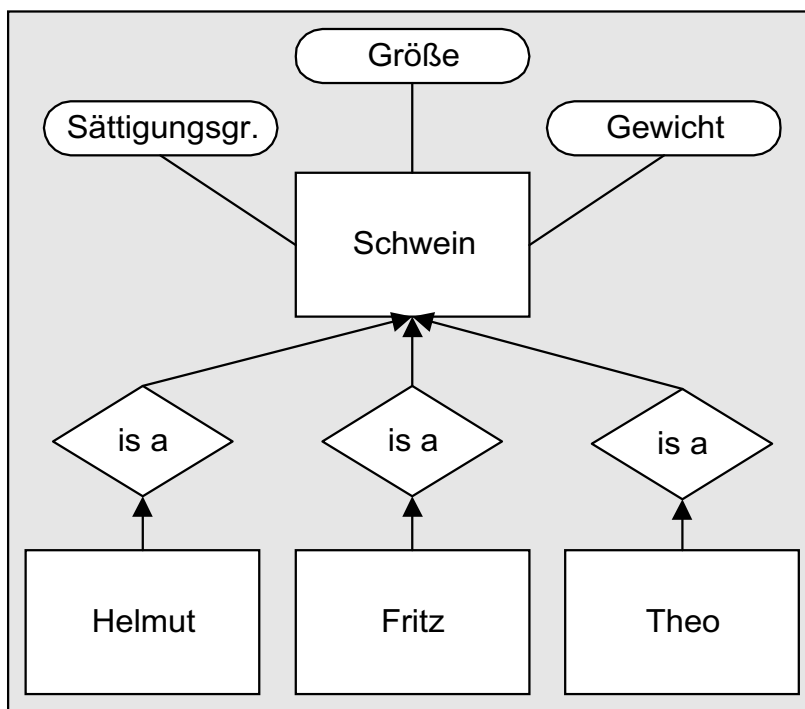 Größe
Sättigungsgr.
Gewicht
Schwein
is a
is a
is a
Helmut
Fritz
Theo